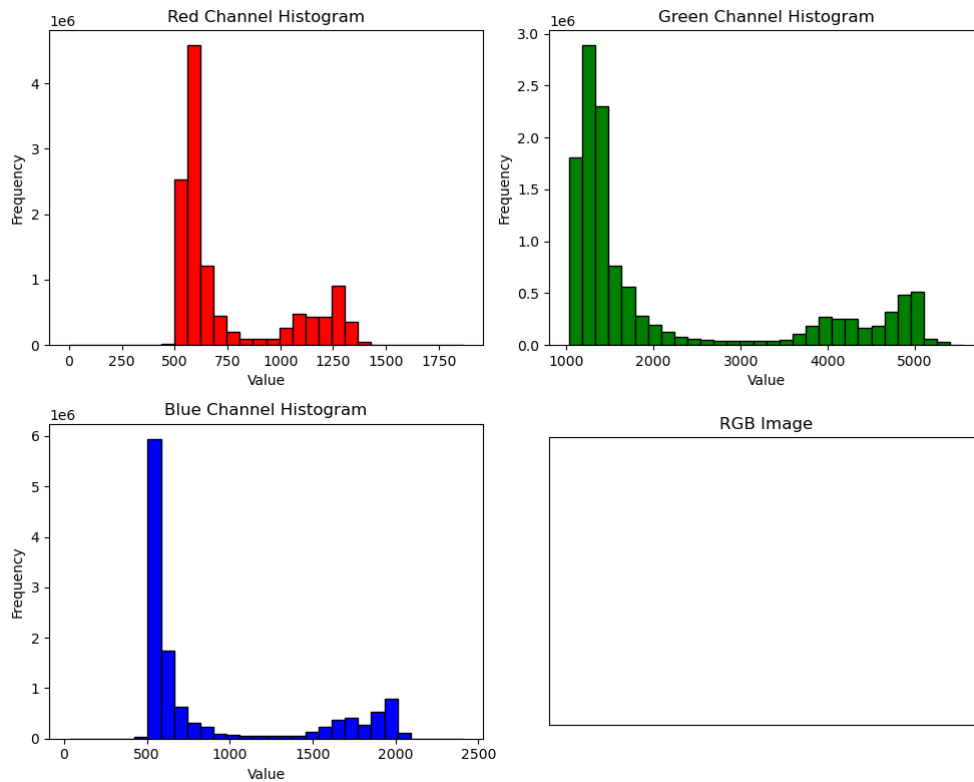 Red Channel Histogram
1e6
4
3
2
1
0
Frequency
0 250 500 750 1000 1250 1500 1750
Value
Green Channel Histogram
1e6
3.0
2.5
2.0
1.5
1.0
0.5
0.0
Frequency
1000 2000 3000 4000 5000
Value
Blue Channel Histogram
1e6
6
5
4
3
2
1
0
Frequency
0 500 1000 1500 2000 2500
Value
RGB Image